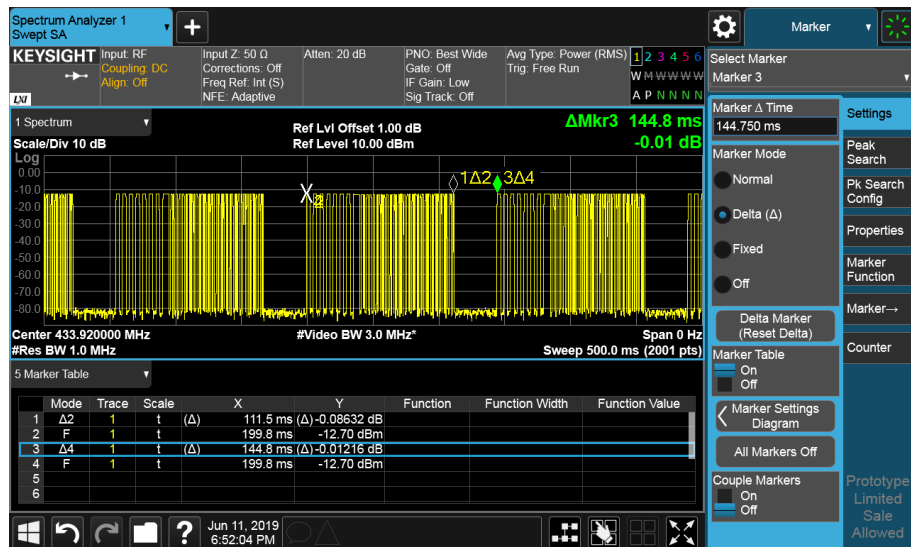 Spectrum Analyzer 1
Swept SA
Marker
KEYSIGHT
LXI
Input: RF
Coupling: DC
Align: Off
Input Z: 50 Ω
Corrections: Off
Freq Ref: Int (S)
NFE: Adaptive
Atten: 20 dB
PNO: Best Wide
Gate: Off
IF Gain: Low
Sig Track: Off
Avg Type: Power (RMS)
Trig: Free Run
1 2 3 4 5 6
W M W W W W
A P N N N N
Select Marker
Marker 3
1 Spectrum
Scale/Div 10 dB
Ref Lvl Offset 1.00 dB
Ref Level 10.00 dBm
ΔMkr3 144.8 ms
-0.01 dB
Log
0.00
-10.0
-20.0
-30.0
-40.0
-50.0
-60.0
-70.0
-80.0
1Δ2
3Δ4
X
Center 433.920000 MHz
#Res BW 1.0 MHz
#Video BW 3.0 MHz*
Span 0 Hz
Sweep 500.0 ms (2001 pts)
5 Marker Table
Mode Trace Scale X Y Function Function Width Function Value
1 Δ2 1 t (Δ) 111.5 ms (Δ) -0.08632 dB
2 F 1 t 199.8 ms -12.70 dBm
3 Δ4 1 t (Δ) 144.8 ms (Δ) -0.01216 dB
4 F 1 t 199.8 ms -12.70 dBm
5
6
Marker Δ Time
144.750 ms
Marker Mode
Normal
Delta (Δ)
Fixed
Off
Delta Marker
(Reset Delta)
Marker Table
On
Off
Marker Settings
Diagram
All Markers Off
Couple Markers
On
Off
Settings
Peak
Search
Pk Search
Config
Properties
Marker
Function
Marker→
Counter
Prototype
Limited
Sale
Allowed
?
Jun 11, 2019
6:52:04 PM